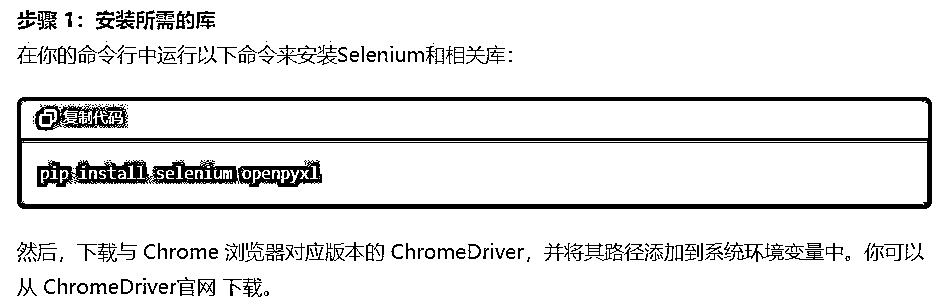 步骤 1：安装所需的库
在你的命令行中运行以下命令来安装Selenium和相关库：
复制代码
pip install selenium openpyxl
然后，下载与 Chrome 浏览器对应版本的 ChromeDriver，并将其路径添加到系统环境变量中。你可以
从 ChromeDriver官网 下载。